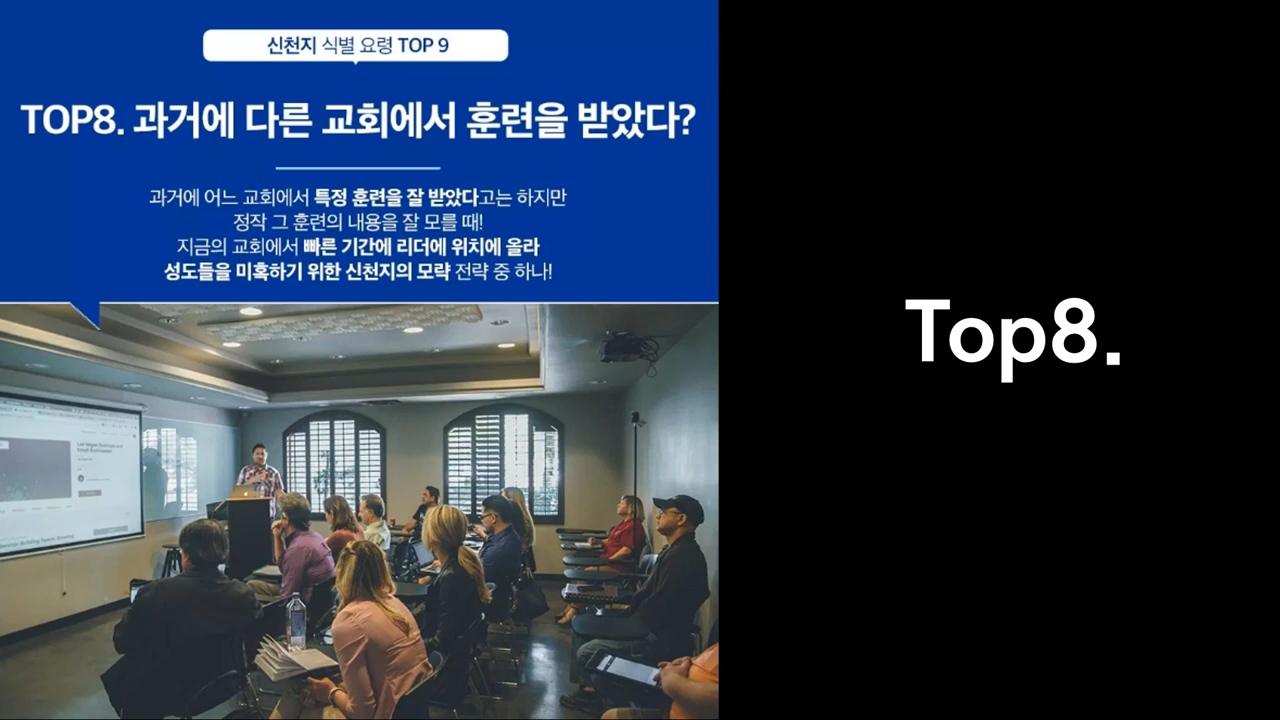 신천지 식별 요령 TOP 9
TOP8. 과거에 다른 교회에서 훈련을 받았다?
과거에 어느 교회에서 특정 훈련을 잘 받았다고는 하지만
정작 그 훈련의 내용을 잘 모를 때!
지금의 교회에서 빠른 기간에 리더에 위치에 올라
성도들을 미혹하기 위한 신천지의 모략 전략 중 하나!
Top8.